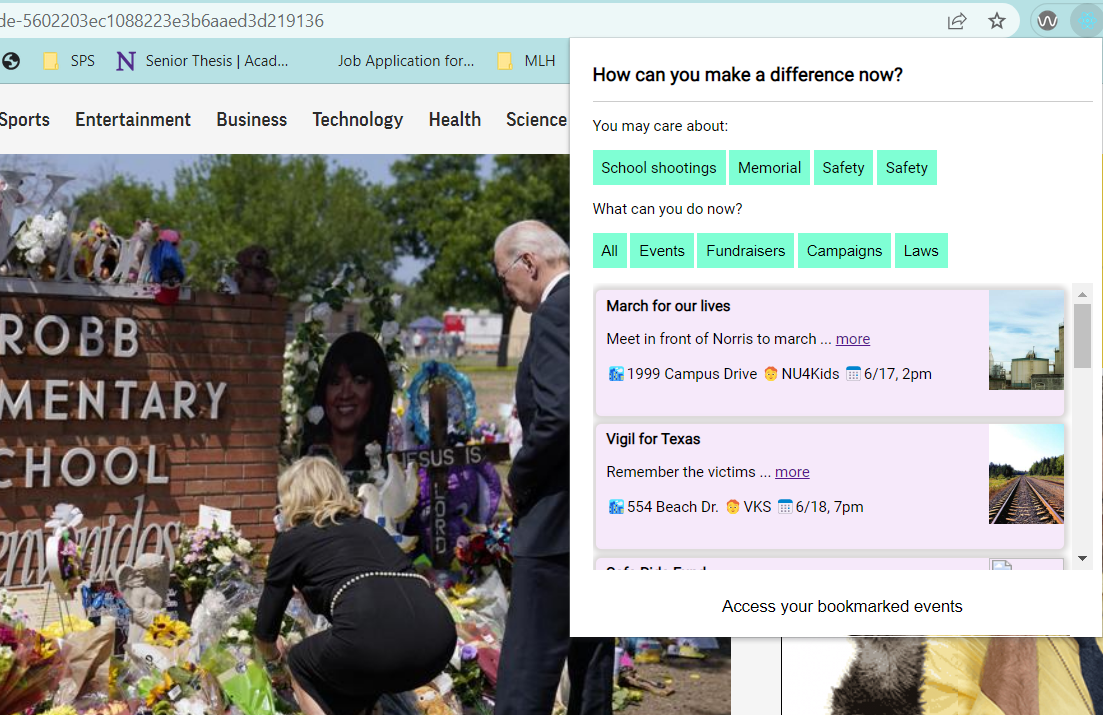 de-5602203ec1088223e3b6aaed3d219136
SPS
Senior Thesis | Acad...
Job Application for...
MLH
Sports Entertainment Business Technology Health Science
ROBB
MENTARY
CHOOL
JESUS IS
LORD
How can you make a difference now?
You may care about:
School shootings Memorial Safety Safety
What can you do now?
All Events Fundraisers Campaigns Laws
March for our lives
Meet in front of Norris to march ... more
1999 Campus Drive NU4Kids 6/17, 2pm
Vigil for Texas
Remember the victims ... more
554 Beach Dr. VKS 6/18, 7pm
Access your bookmarked events